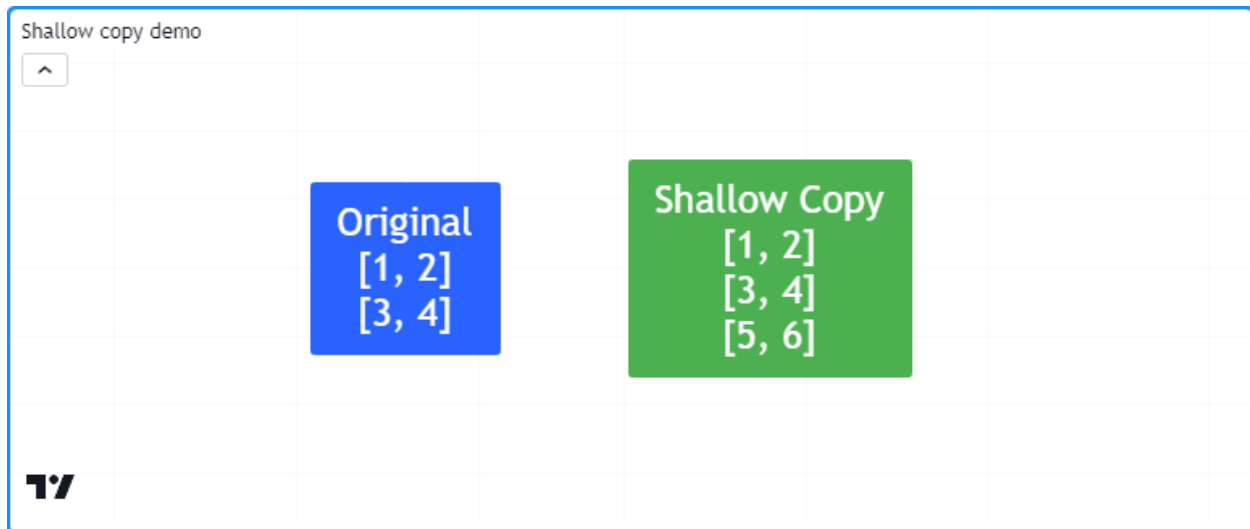 Shallow copy demo
Original
[1, 2]
[3, 4]
Shallow Copy
[1, 2]
[3, 4]
[5, 6]